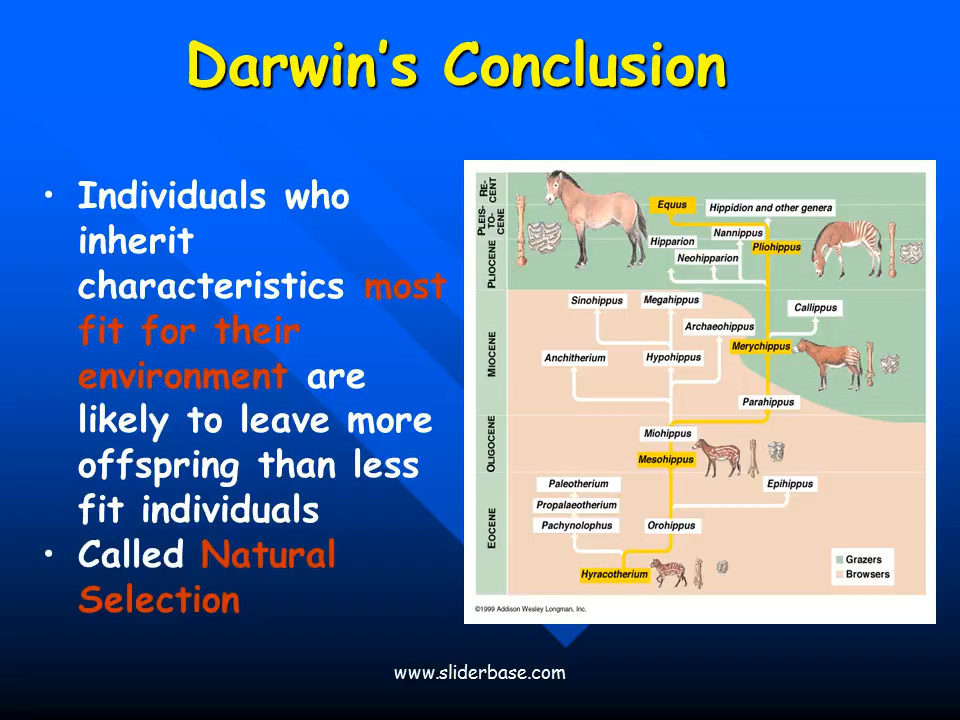 Darwin’s Conclusion
• Individuals who
inherit
characteristics most
fit for their
environment are
likely to leave more
offspring than less
fit individuals
• Called Natural
Selection
RE-
CENT
PLEIS-
TO-
CENE
PLIOCENE
MIOCENE
OLIGOCENE
EOCENE
Equus
Hippidion and other genera
Nannippus
Hipparion
Pliohippus
Neohipparion
Sinohippus
Megahippus
Callippus
Archaeohippus
Merychippus
Anchitherium
Hypohippus
Parahippus
Miohippus
Mesohippus
Paleotherium
Epihippus
Propalaeotherium
Pachynolophus
Orohippus
Hyracotherium
Grazers
Browsers
©1999 Addison Wesley Longman, Inc.
www.sliderbase.com